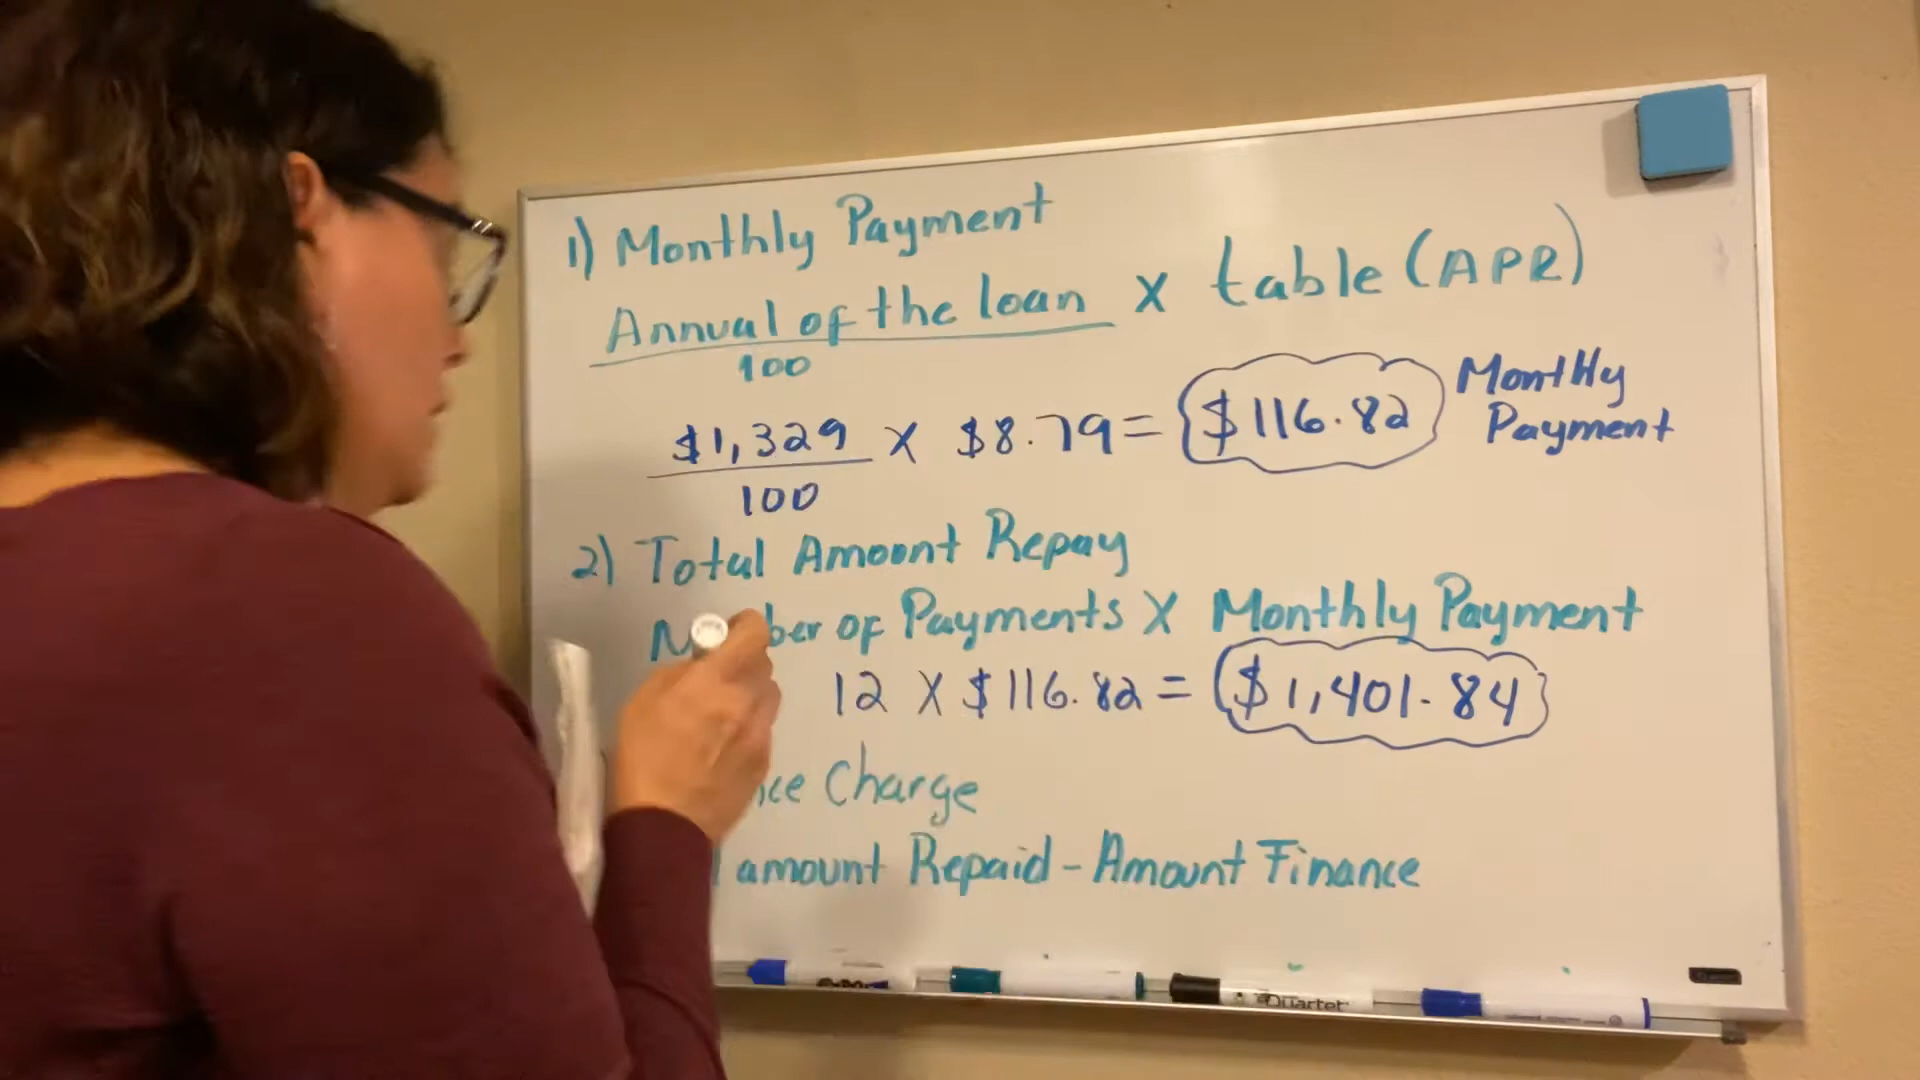 1) Monthly Payment
Annual of the loan X table (APR)
100
$1,329 X $8.79 = $116.82 Monthly Payment
100
2) Total Amount Repay
ber of Payments X Monthly Payment
12 X $116.82 = $1,401.84
Charge
amount Repaid - Amount Finance
Quartet